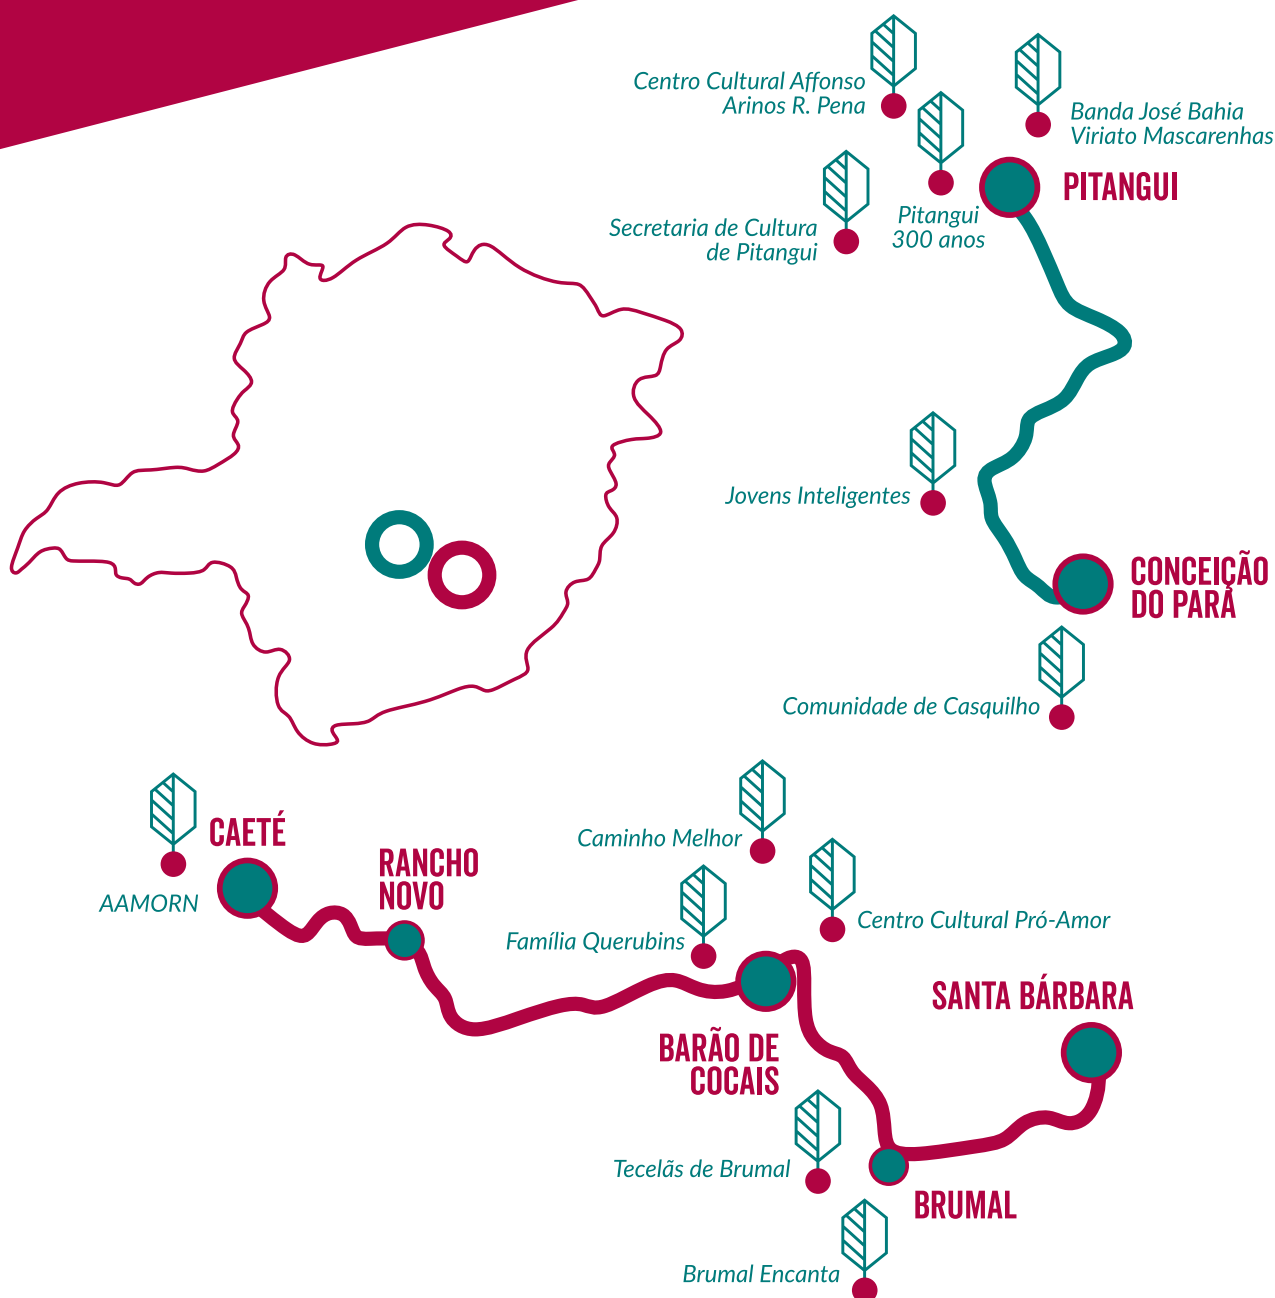 Centro Cultural Affonso
Arinos R. Pena
Banda José Bahia
Viriato Mascarenhas
PITANGUI
Pitangui
300 anos
Secretaria de Cultura
de Pitangui
Jovens Inteligentes
CONCEIÇÃO
DO PARÁ
Comunidade de Casquilho
CAETÉ
AAMORN
RANCHO
NOVO
Caminho Melhor
Família Querubins
Centro Cultural Pró-Amor
BARÃO DE
COCAIS
SANTA BÁRBARA
Tecelãs de Brumal
BRUMAL
Brumal Encanta